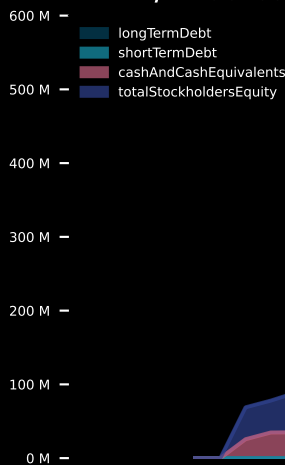 600 M
longTermDebt
shortTermDebt
cashAndCashEquivalents
totalStockholdersEquity
500 M
400 M
300 M
200 M
100 M
0 M